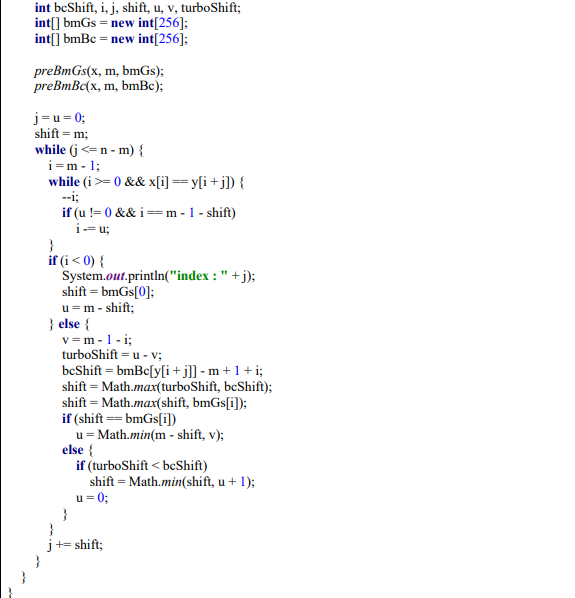 int bcShift, i, j, shift, u, v, turboShift;
int[] bmGs = new int[256];
int[] bmBc = new int[256];

preBmGs(x, m, bmGs);
preBmBc(x, m, bmBc);

j = u = 0;
shift = m;
while (j <= n - m) {
i = m - 1;
while (i >= 0 && x[i] == y[i + j]) {
--i;
if (u != 0 && i == m - 1 - shift)
i -= u;
}
if (i < 0) {
System.out.println("index : " + j);
shift = bmGs[0];
u = m - shift;
} else {
v = m - 1 - i;
turboShift = u - v;
bcShift = bmBc[y[i + j]] - m + 1 + i;
shift = Math.max(turboShift, bcShift);
shift = Math.max(shift, bmGs[i]);
if (shift == bmGs[i])
u = Math.min(m - shift, v);
else {
if (turboShift < bcShift)
shift = Math.min(shift, u + 1);
u = 0;
}
}
j += shift;
}
}
}